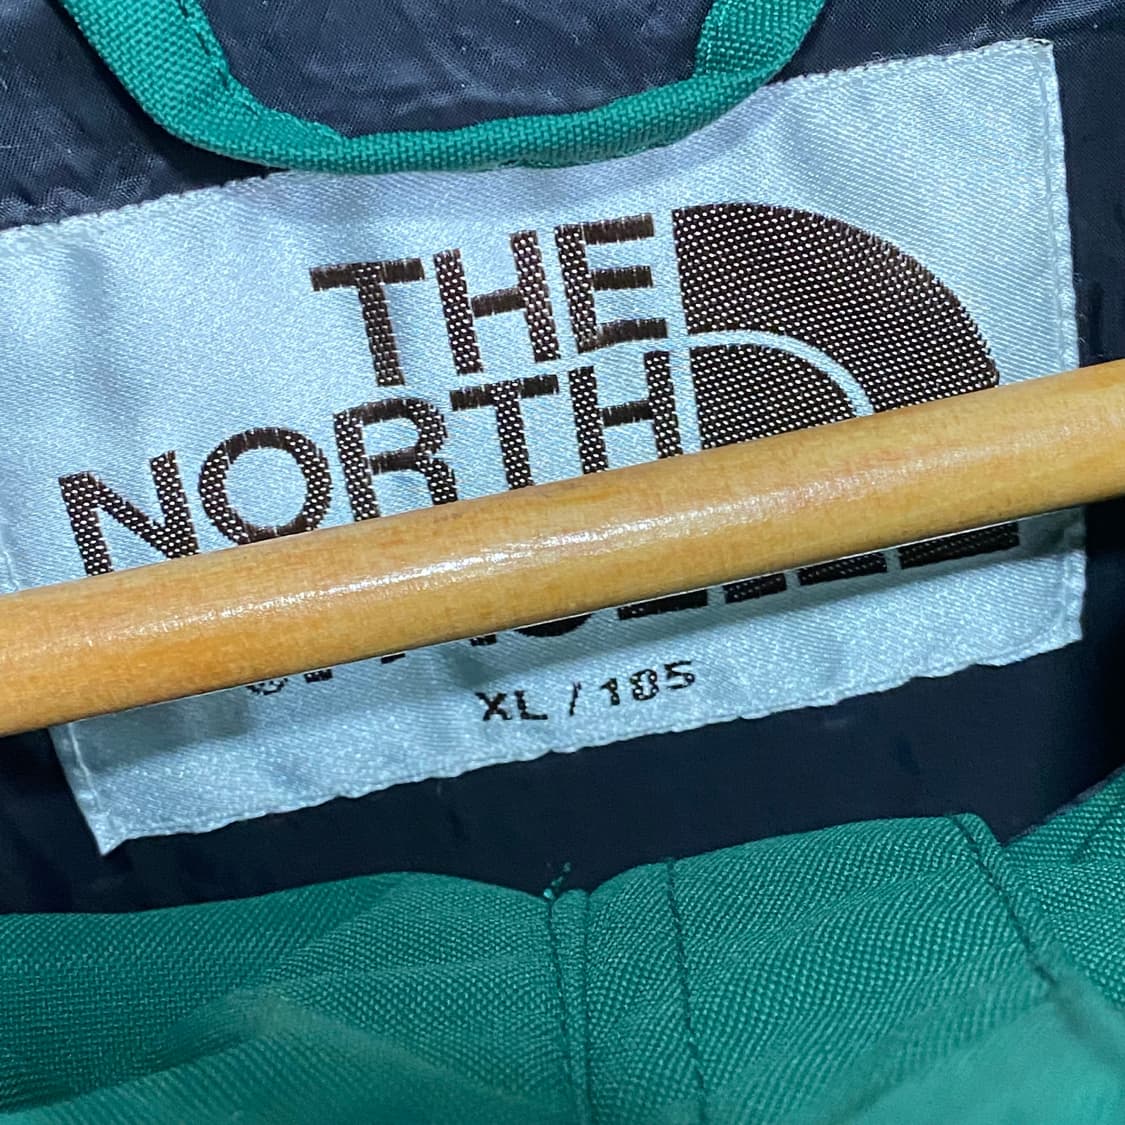 THE
NORTH
XL / 185